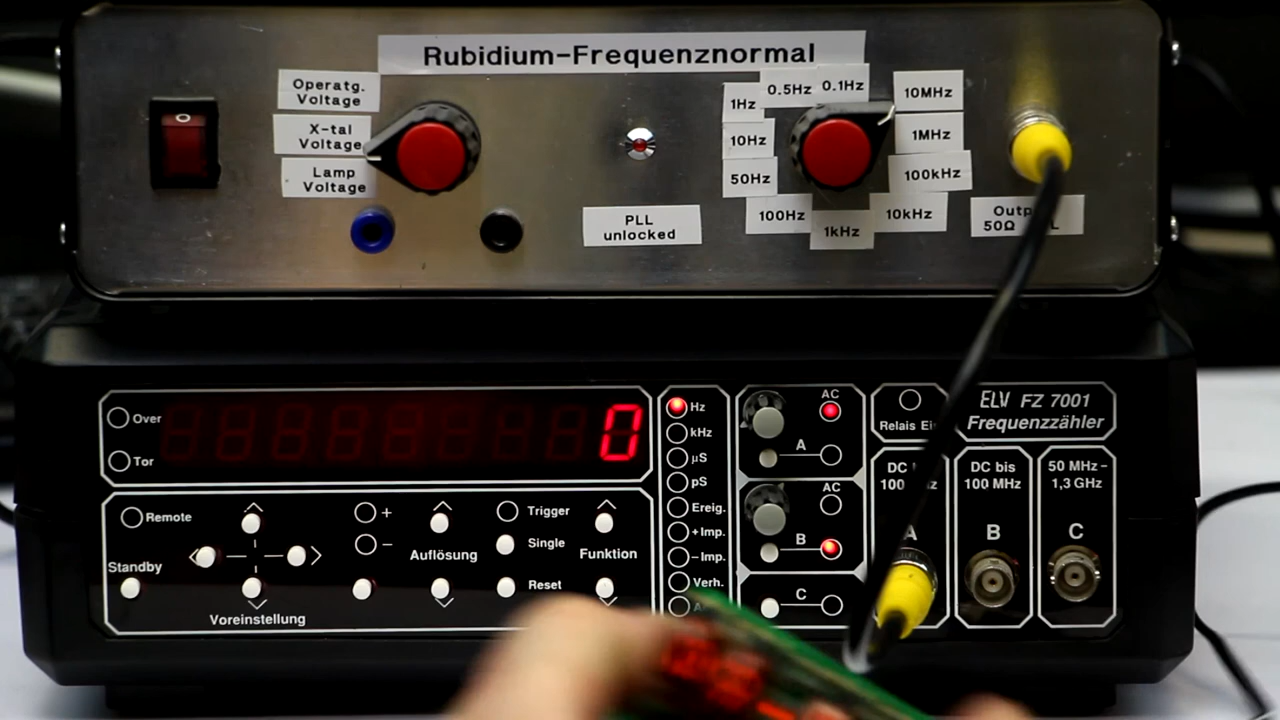 Rubidium-Frequenznormal
Operatg.
Voltage
X-tal
Voltage
Lamp
Voltage
PLL
unlocked
0.1Hz
0.5Hz
1Hz
10Hz
50Hz
100Hz
1kHz
10kHz
100kHz
1MHz
10MHz
50Ω
Over
Tor
0
Hz
kHz
µS
pS
Ereig.
+Imp.
-Imp.
Verh.
Remote
Standby
Voreinstellung
+
-
Auflösung
Trigger
Single
Reset
Funktion
AC
A
AC
B
C
Relais
ELV FZ 7001
Frequenzzähler
DC
A
DC bis
100 MHz
B
50 MHz-
1,3 GHz
C